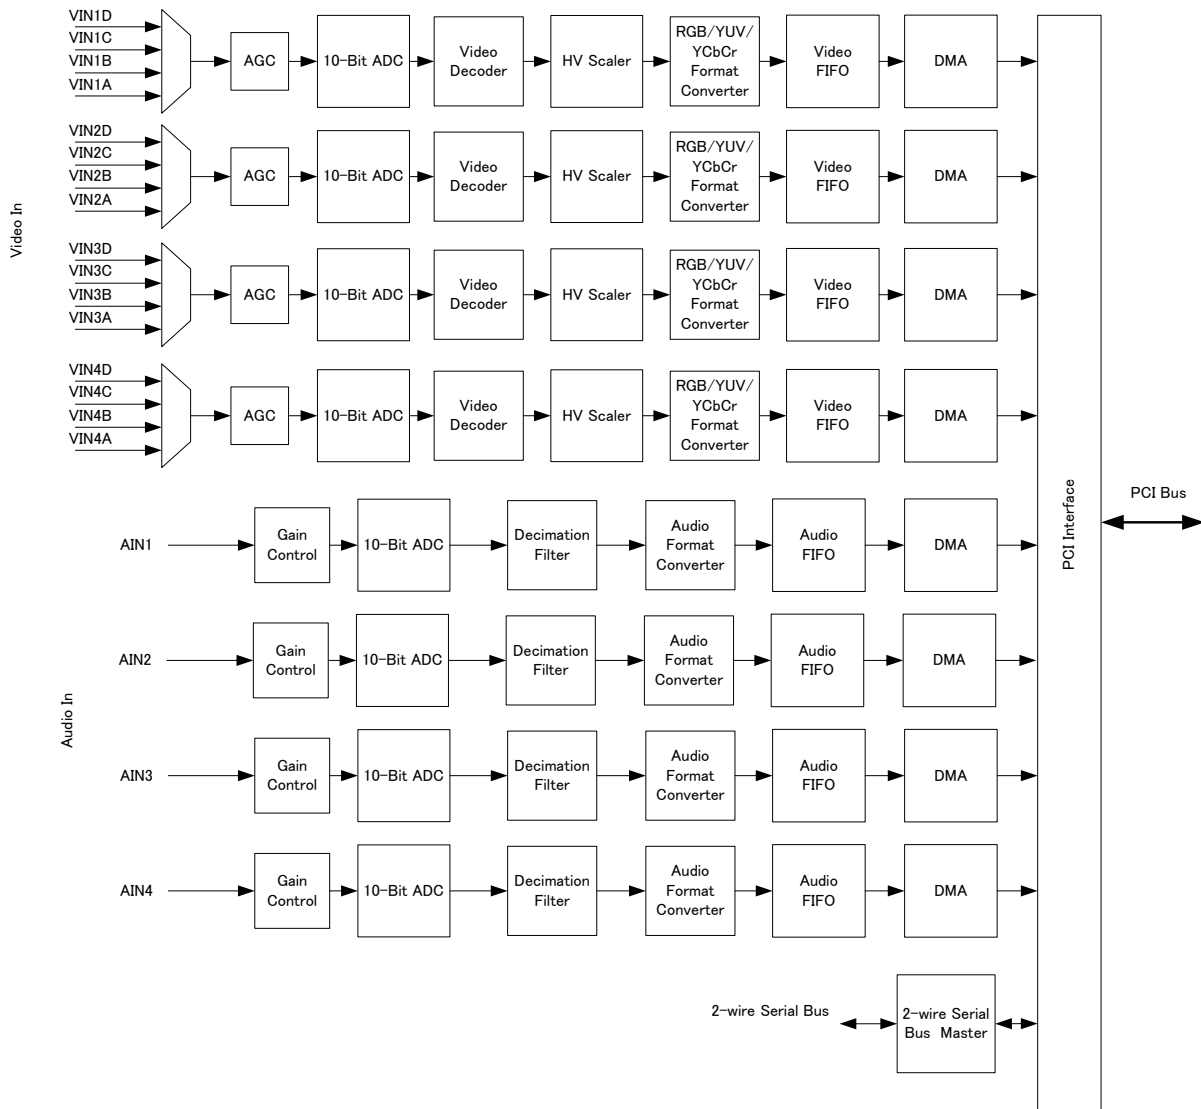 Video In
VIN1D
VIN1C
VIN1B
VIN1A
AGC
10-Bit ADC
Video
Decoder
HV Scaler
RGB/YUV/
YCbCr
Format
Converter
Video
FIFO
DMA
VIN2D
VIN2C
VIN2B
VIN2A
AGC
10-Bit ADC
Video
Decoder
HV Scaler
RGB/YUV/
YCbCr
Format
Converter
Video
FIFO
DMA
VIN3D
VIN3C
VIN3B
VIN3A
AGC
10-Bit ADC
Video
Decoder
HV Scaler
RGB/YUV/
YCbCr
Format
Converter
Video
FIFO
DMA
VIN4D
VIN4C
VIN4B
VIN4A
AGC
10-Bit ADC
Video
Decoder
HV Scaler
RGB/YUV/
YCbCr
Format
Converter
Video
FIFO
DMA
Audio In
AIN1
Gain
Control
10-Bit ADC
Decimation
Filter
Audio
Format
Converter
Audio
FIFO
DMA
AIN2
Gain
Control
10-Bit ADC
Decimation
Filter
Audio
Format
Converter
Audio
FIFO
DMA
AIN3
Gain
Control
10-Bit ADC
Decimation
Filter
Audio
Format
Converter
Audio
FIFO
DMA
AIN4
Gain
Control
10-Bit ADC
Decimation
Filter
Audio
Format
Converter
Audio
FIFO
DMA
2-wire Serial Bus
2-wire Serial
Bus Master
PCI Interface
PCI Bus